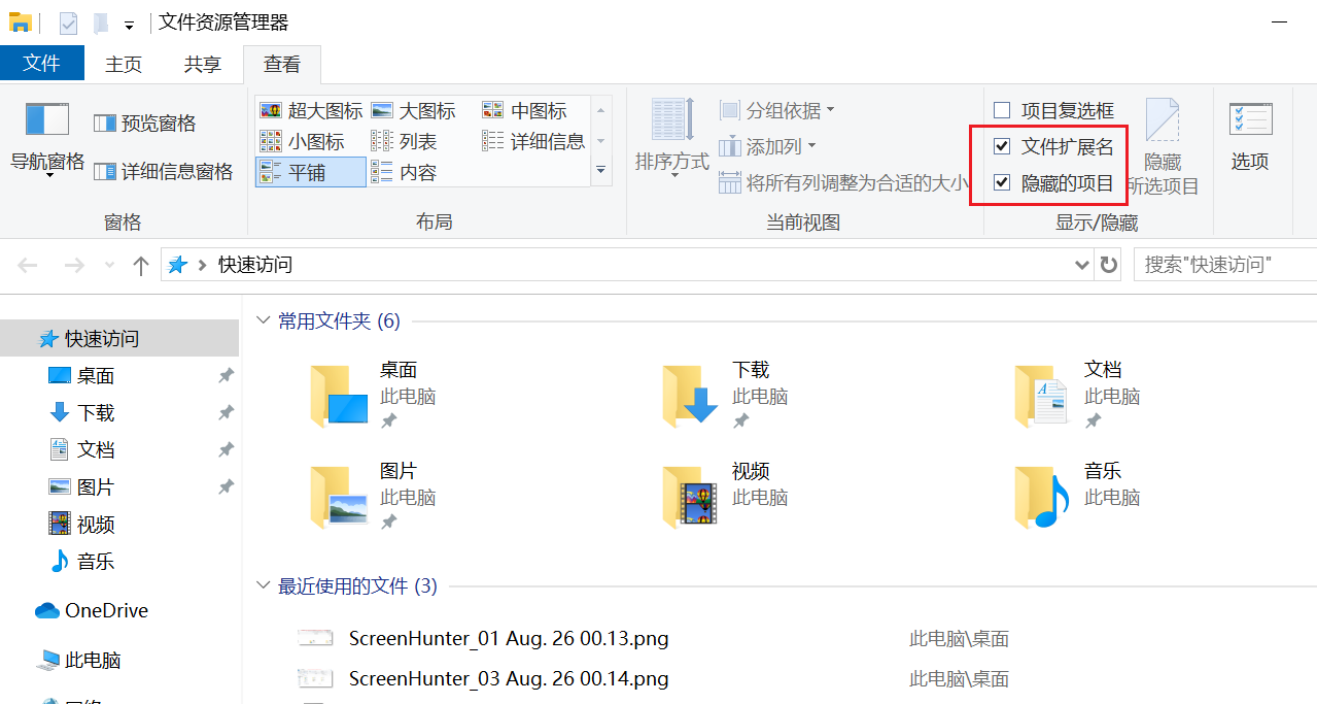 文件资源管理器
文件 主页 共享 查看
导航窗格
预览窗格
详细信息窗格
窗格
超大图标 大图标 中图标
小图标 列表 详细信息
平铺 内容
布局
排序方式
分组依据
添加列
将所有列调整为合适的大小
当前视图
项目复选框
文件扩展名
隐藏的项目
隐藏
所选项目
显示/隐藏
选项
快速访问
搜索"快速访问"
快速访问
桌面
下载
文档
图片
视频
音乐
OneDrive
此电脑
常用文件夹 (6)
桌面
此电脑
下载
此电脑
文档
此电脑
图片
此电脑
视频
此电脑
音乐
此电脑
最近使用的文件 (3)
ScreenHunter_01 Aug. 26 00.13.png 此电脑\桌面
ScreenHunter_03 Aug. 26 00.14.png 此电脑\桌面